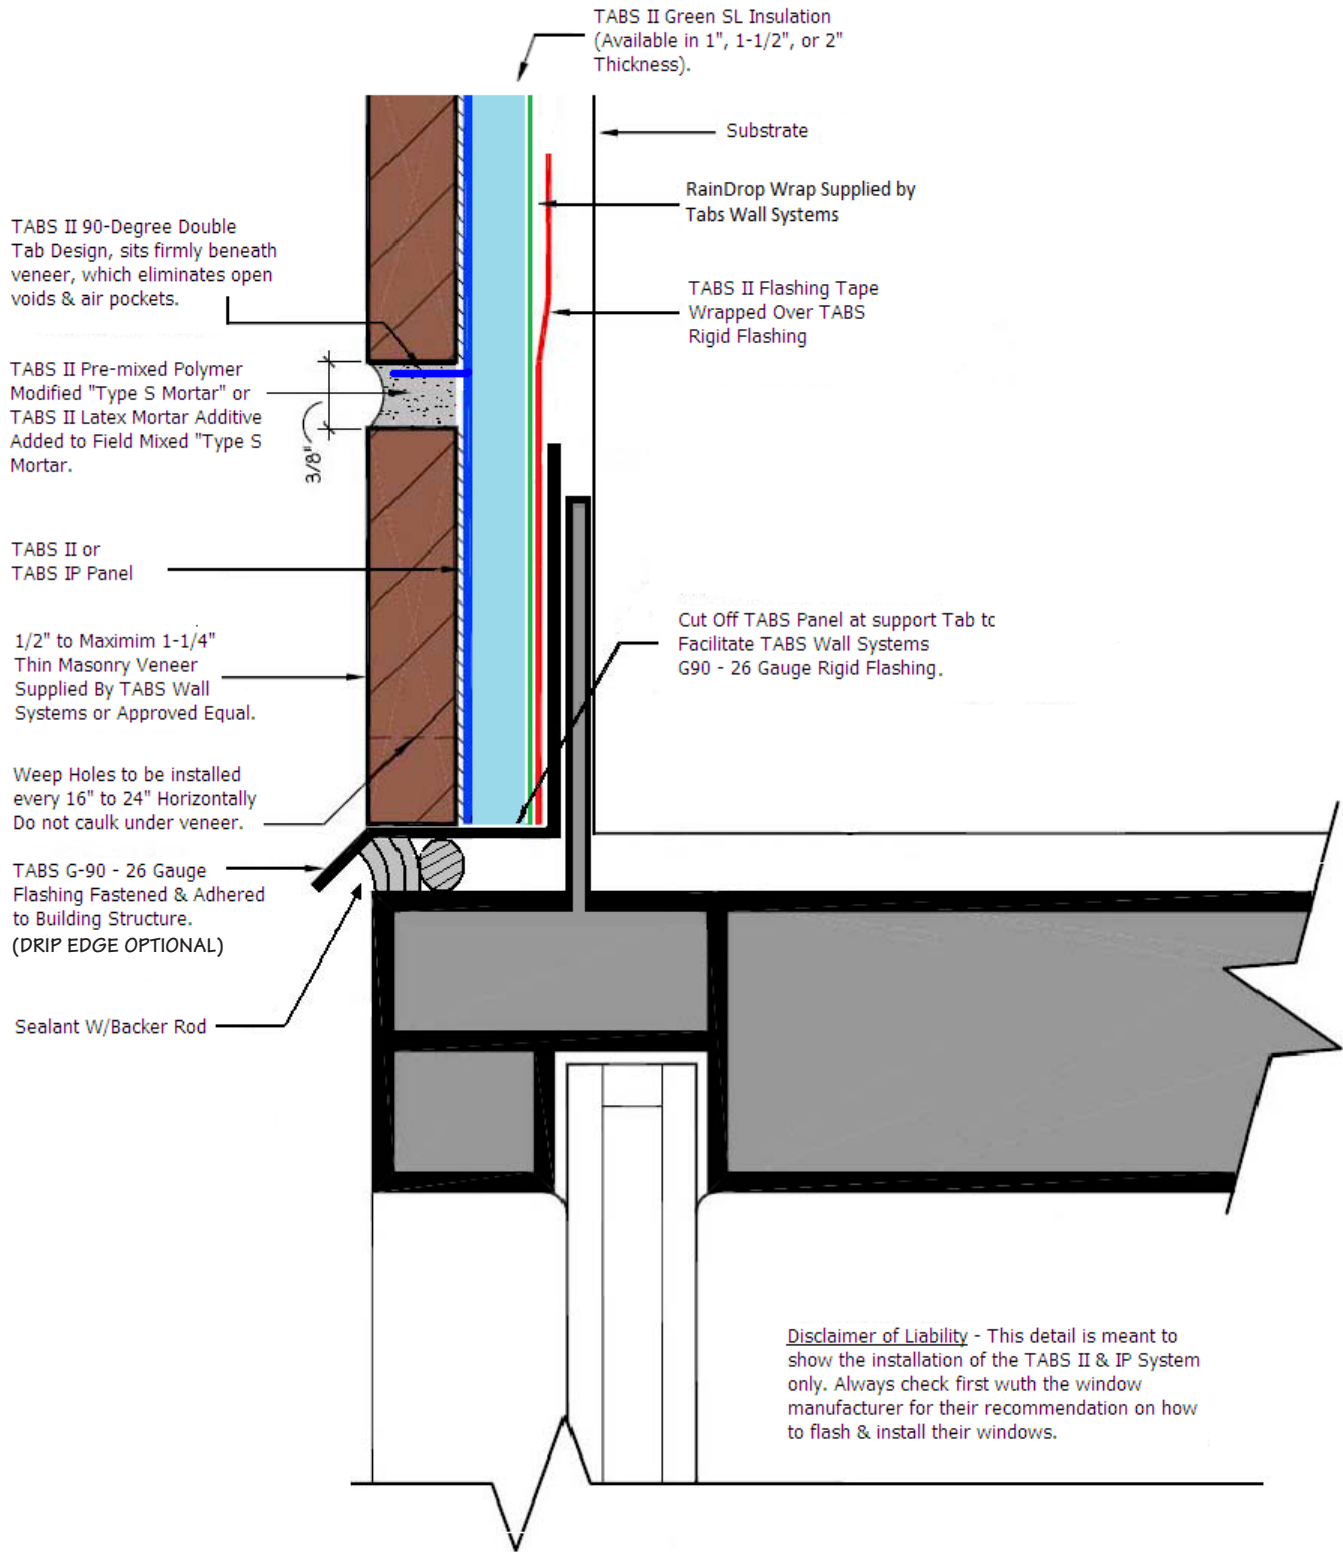 TABS II Green SL Insulation
(Available in 1", 1-1/2", or 2"
Thickness).
Substrate
RainDrop Wrap Supplied by
Tabs Wall Systems
TABS II 90-Degree Double
Tab Design, sits firmly beneath
veneer, which eliminates open
voids & air pockets.
TABS II Flashing Tape
Wrapped Over TABS
Rigid Flashing
TABS II Pre-mixed Polymer
Modified "Type S Mortar" or
TABS II Latex Mortar Additive
Added to Field Mixed "Type S
Mortar.
3/8"
TABS II or
TABS IP Panel
Cut Off TABS Panel at support Tab to
Facilitate TABS Wall Systems
G90 - 26 Gauge Rigid Flashing.
1/2" to Maximim 1-1/4"
Thin Masonry Veneer
Supplied By TABS Wall
Systems or Approved Equal.
Weep Holes to be installed
every 16" to 24" Horizontally
Do not caulk under veneer.
TABS G-90 - 26 Gauge
Flashing Fastened & Adhered
to Building Structure.
(DRIP EDGE OPTIONAL)
Sealant W/Backer Rod
Disclaimer of Liability - This detail is meant to
show the installation of the TABS II & IP System
only. Always check first wuth the window
manufacturer for their recommendation on how
to flash & install their windows.